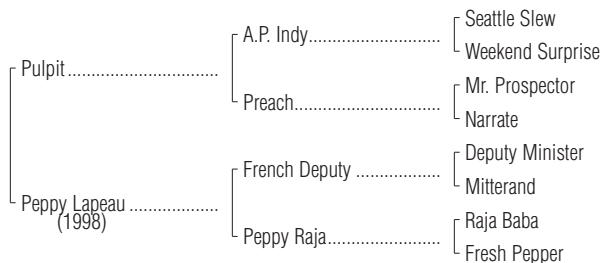 Seattle Slew
A.P. Indy............................
Weekend Surprise
Pulpit................................
Mr. Prospector
Preach...............................
Narrate
Deputy Minister
French Deputy ..................
Mitterand
Peppy Lapeau ...................
(1998)
Raja Baba
Peppy Raja........................
Fresh Pepper